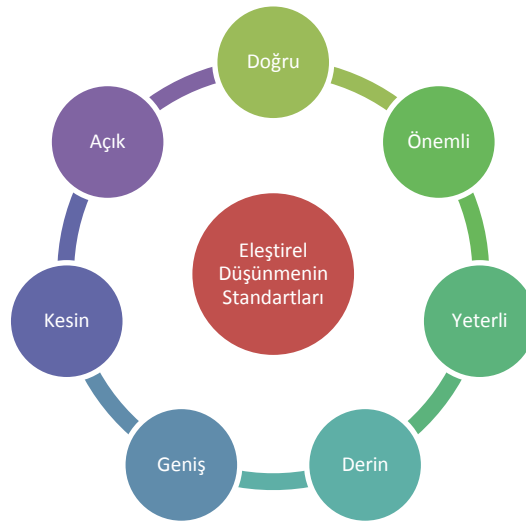 Doğru
Açık
Önemli
Eleştirel
Düşünmenin
Standartları
Kesin
Yeterli
Geniş
Derin